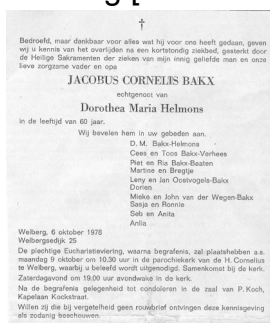 †
Bedroefd, maar dankbaar voor alles wat hij voor ons heeft gedaan, geven
wij u kennis van het overlijden na een kortstondig ziekbed, gesterkt door
de Heilige Sakramenten der zieken van mijn innig geliefde man en onze
lieve zorgzame vader en opa
JACOBUS CORNELIS BAKX
echtgenoot van
Dorothea Maria Helmons
in de leeftijd van 60 jaar.
Wij bevelen hem in uw gebeden aan.
D. M. Bakx-Helmons
Cees en Toos Bakx-Verhees
Piet en Ria Bakx-Baaten
Martine en Bregtje
Leny en Jan Oostvogels-Bakx
Dorien
Mieke en John van der Wegen-Bakx
Sasja en Ronnie
Seb en Anita
Anlia
Welberg, 6 oktober 1978
Welbergsedijk 25
De plechtige Eucharistieviering, waarna begrafenis, zal plaatshebben a.s.
maandag 9 oktober om 10.30 uur in de parochiekerk van de H. Cornelius
te Welberg, waarbij u beleefd wordt uitgenodigd. Samenkomst bij de kerk.
Zaterdagavond om 19.00 uur avondwake in de kerk.
Na de begrafenis gelegenheid tot condoleren in de zaal van P. Koch,
Kapelaan Kockstraat.
Willen zij die bij vergetelheid geen rouwbrief ontvingen deze kennisgeving
als zodanig beschouwen.